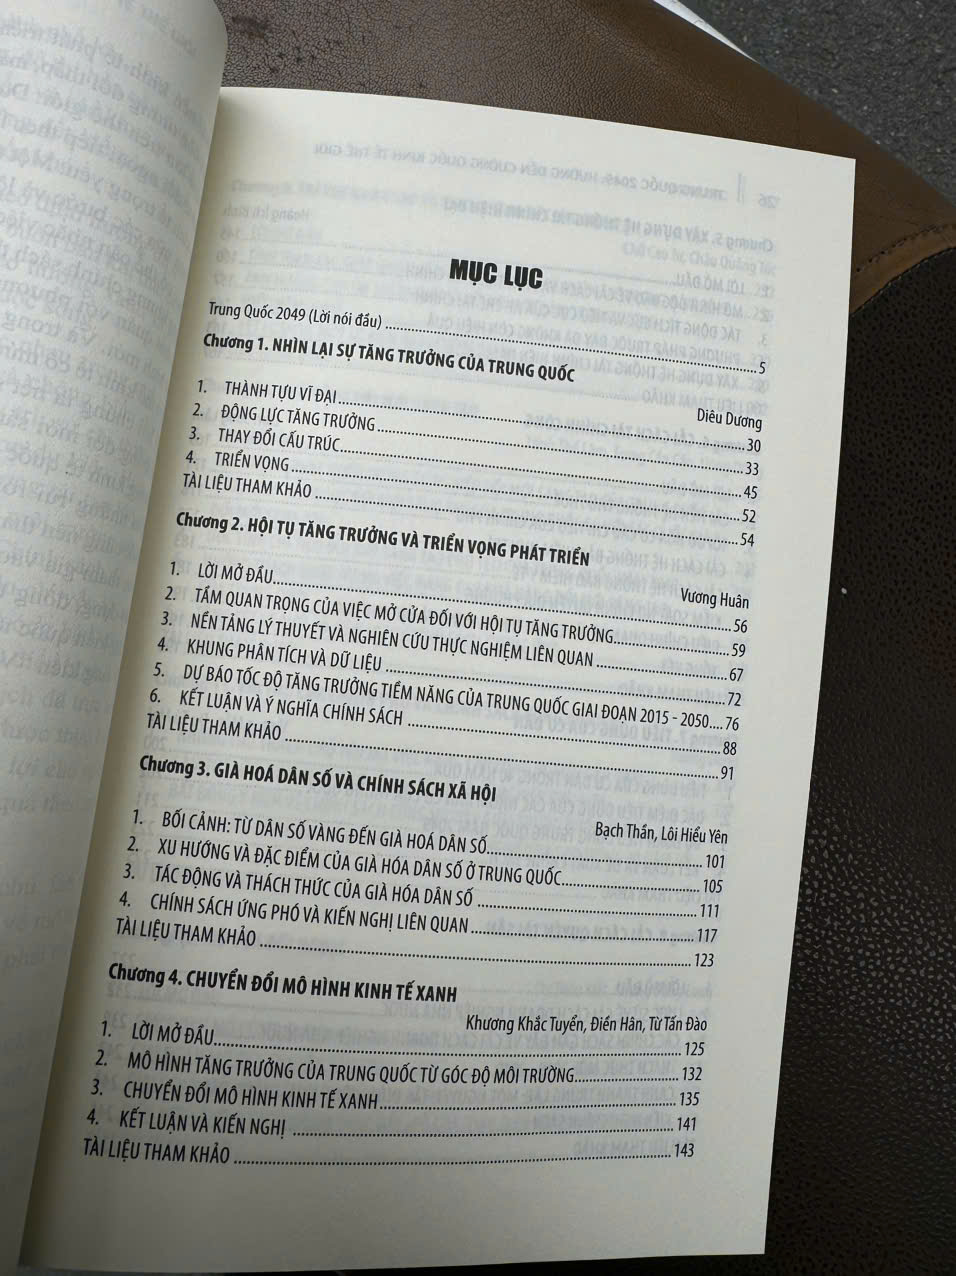 MỤC LỤC
Trung Quốc 2049 (Lời nói đầu) 5
Chương 1. NHÌN LẠI SỰ TĂNG TRƯỞNG CỦA TRUNG QUỐC
Diêu Dương
1. THÀNH TỰU VĨ ĐẠI 30
2. ĐỘNG LỰC TĂNG TRƯỞNG 33
3. THAY ĐỔI CẤU TRÚC 45
4. TRIỂN VỌNG 52
TÀI LIỆU THAM KHẢO 54
Chương 2. HỘI TỤ TĂNG TRƯỞNG VÀ TRIỂN VỌNG PHÁT TRIỂN
Vương Huân
1. LỜI MỞ ĐẦU 56
2. TẦM QUAN TRỌNG CỦA VIỆC MỞ CỬA ĐỐI VỚI HỘI TỤ TĂNG TRƯỞNG 59
3. NỀN TẢNG LÝ THUYẾT VÀ NGHIÊN CỨU THỰC NGHIỆM LIÊN QUAN 67
4. KHUNG PHÂN TÍCH VÀ DỮ LIỆU 72
5. DỰ BÁO TỐC ĐỘ TĂNG TRƯỞNG TIỀM NĂNG CỦA TRUNG QUỐC GIAI ĐOẠN 2015 - 2050 76
6. KẾT LUẬN VÀ Ý NGHĨA CHÍNH SÁCH 88
TÀI LIỆU THAM KHẢO 91
Chương 3. GIÀ HOÁ DÂN SỐ VÀ CHÍNH SÁCH XÃ HỘI
Bạch Thần, Lôi Hiểu Yên
1. BỐI CẢNH: TỪ DÂN SỐ VÀNG ĐẾN GIÀ HOÁ DÂN SỐ 101
2. XU HƯỚNG VÀ ĐẶC ĐIỂM CỦA GIÀ HÓA DÂN SỐ Ở TRUNG QUỐC 105
3. TÁC ĐỘNG VÀ THÁCH THỨC CỦA GIÀ HÓA DÂN SỐ 111
4. CHÍNH SÁCH ỨNG PHÓ VÀ KIẾN NGHỊ LIÊN QUAN 117
TÀI LIỆU THAM KHẢO 123
Chương 4. CHUYỂN ĐỔI MÔ HÌNH KINH TẾ XANH
Khương Khắc Tuyển, Điền Hân, Từ Tấn Đào
1. LỜI MỞ ĐẦU 125
2. MÔ HÌNH TĂNG TRƯỞNG CỦA TRUNG QUỐC TỪ GÓC ĐỘ MÔI TRƯỜNG 132
3. CHUYỂN ĐỔI MÔ HÌNH KINH TẾ XANH 135
4. KẾT LUẬN VÀ KIẾN NGHỊ 141
TÀI LIỆU THAM KHẢO 143